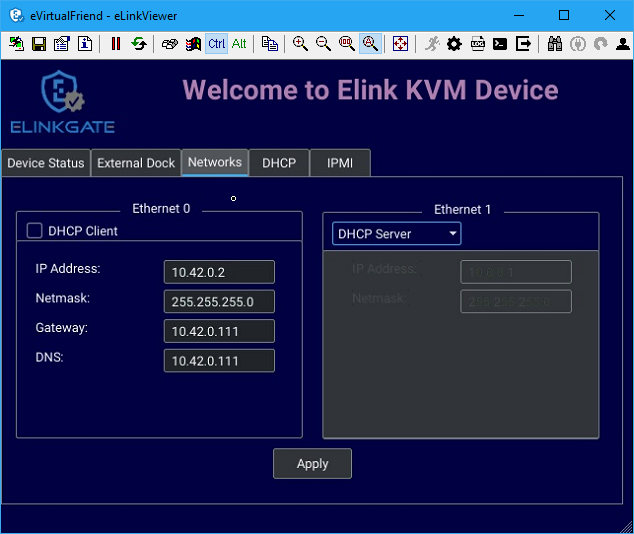 eVirtualFriend - eLinkViewer
Ctrl Alt
ELINKGATE
Welcome to Elink KVM Device
Device Status External Dock Networks DHCP IPMI
Ethernet 0
DHCP Client
IP Address: 10.42.0.2
Netmask: 255.255.255.0
Gateway: 10.42.0.111
DNS: 10.42.0.111
Ethernet 1
DHCP Server
IP Address: 10.0.0.1
Netmask: 255.255.255.0
Apply